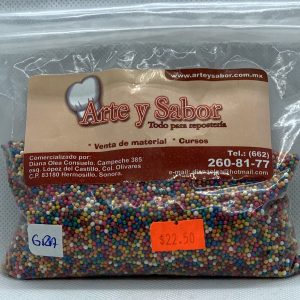 www.arteysabor.com.mx
Arte y Sabor
Todo para repostería
* Venta de material * Cursos
Comercializado por:
Diana Olea Consuelo, Campeche 385
esq. Lopez del Castillo, Col. Olivares
C.P. 83180 Hermosillo, Sonora.
Tel.: (662)
260-81-77
GRA
$22.50